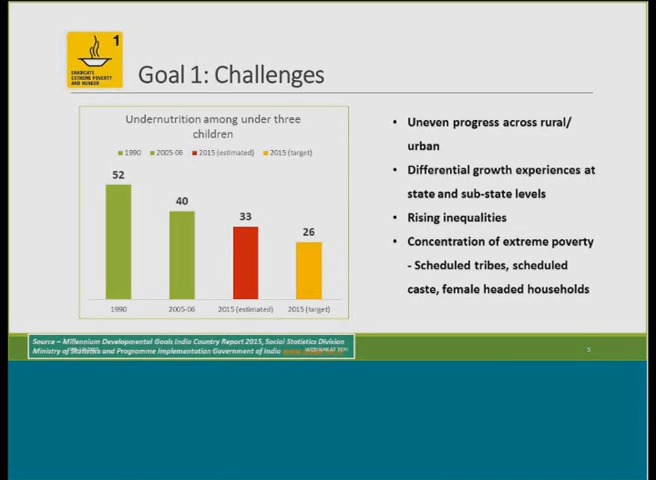 1
ERADICATE
EXTREME POVERTY
AND HUNGER
Goal 1: Challenges
Undernutrition among under three
children
1990 2005-06 2015 (estimated) 2015 (target)
52
40
33
26
1990 2005-06 2015 (estimated) 2015 (target)
• Uneven progress across rural/
urban
• Differential growth experiences at
state and sub-state levels
• Rising inequalities
• Concentration of extreme poverty
- Scheduled tribes, scheduled
caste, female headed households
Source – Millennium Developmental Goals India Country Report 2015, Social Statistics Division
Ministry of Statistics and Programme Implementation Government of India
WEBINAR AT TERI
5